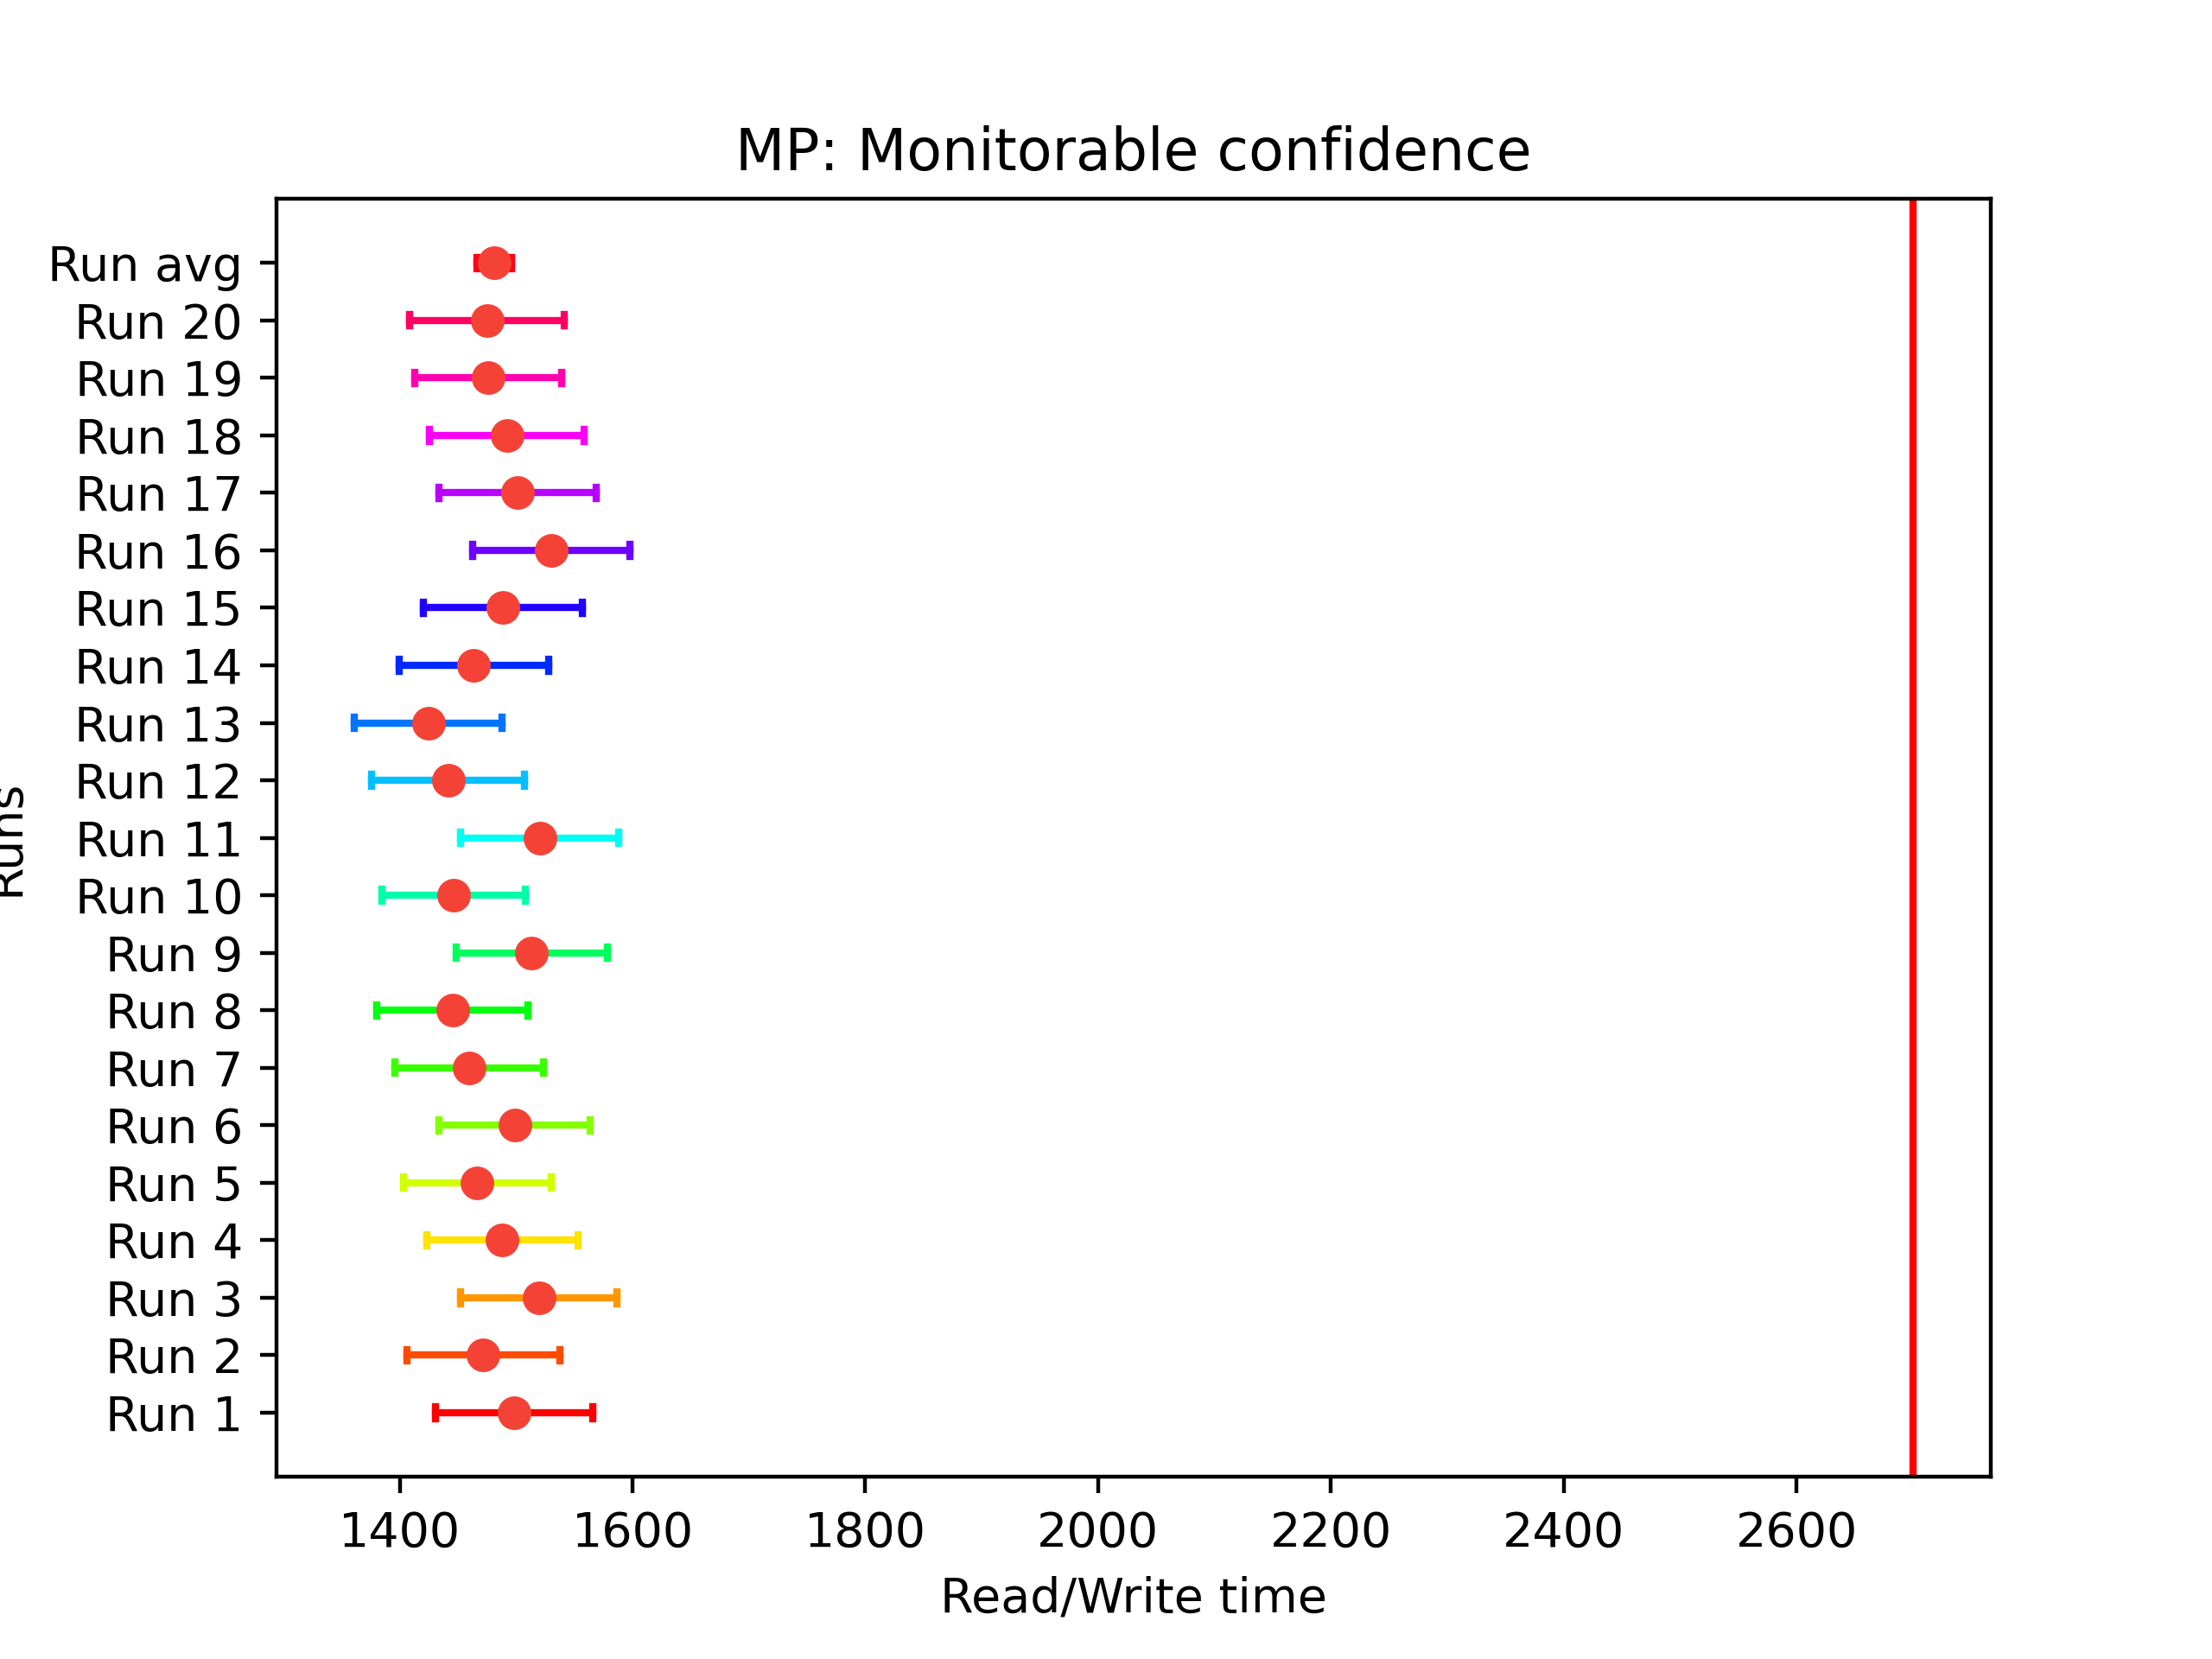 MP: Monitorable confidence
Run avg
Run 20
Run 19
Run 18
Run 17
Run 16
Run 15
Run 14
Run 13
Run 12
Run 11
Run 10
Run 9
Run 8
Run 7
Run 6
Run 5
Run 4
Run 3
Run 2
Run 1
Runs
1400 1600 1800 2000 2200 2400 2600
Read/Write time